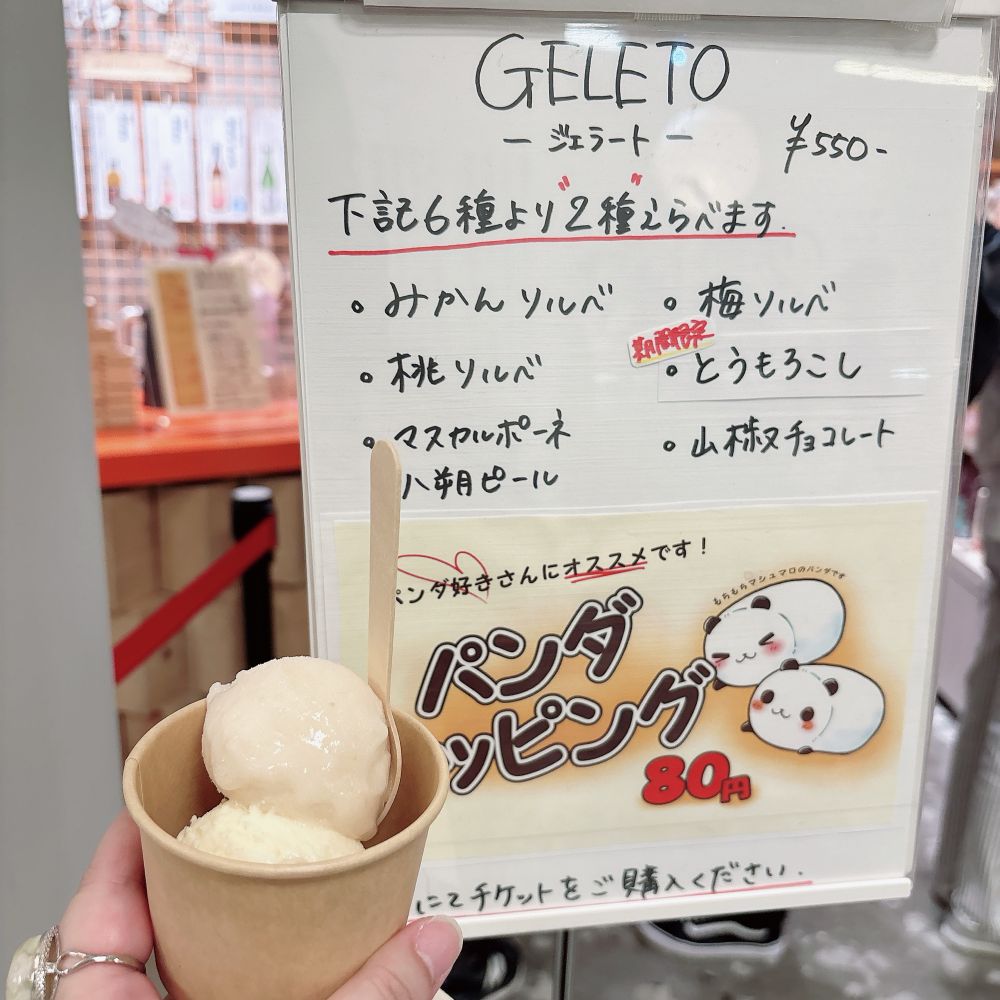 GELETO
― ジェラート ―
¥550-
下記6種より"2種"えらべます.
。みかんソルベ
。梅ソルベ
。桃ソルベ
期間限定
。とうもろこし
。マスカルポーネ
八朔ピール
。山椒チョコレート
パンダ好きさんにオススメです！
もちもちマシュマロのパンダです
パンダ
ッピング
80円
にてチケットをご購入ください.